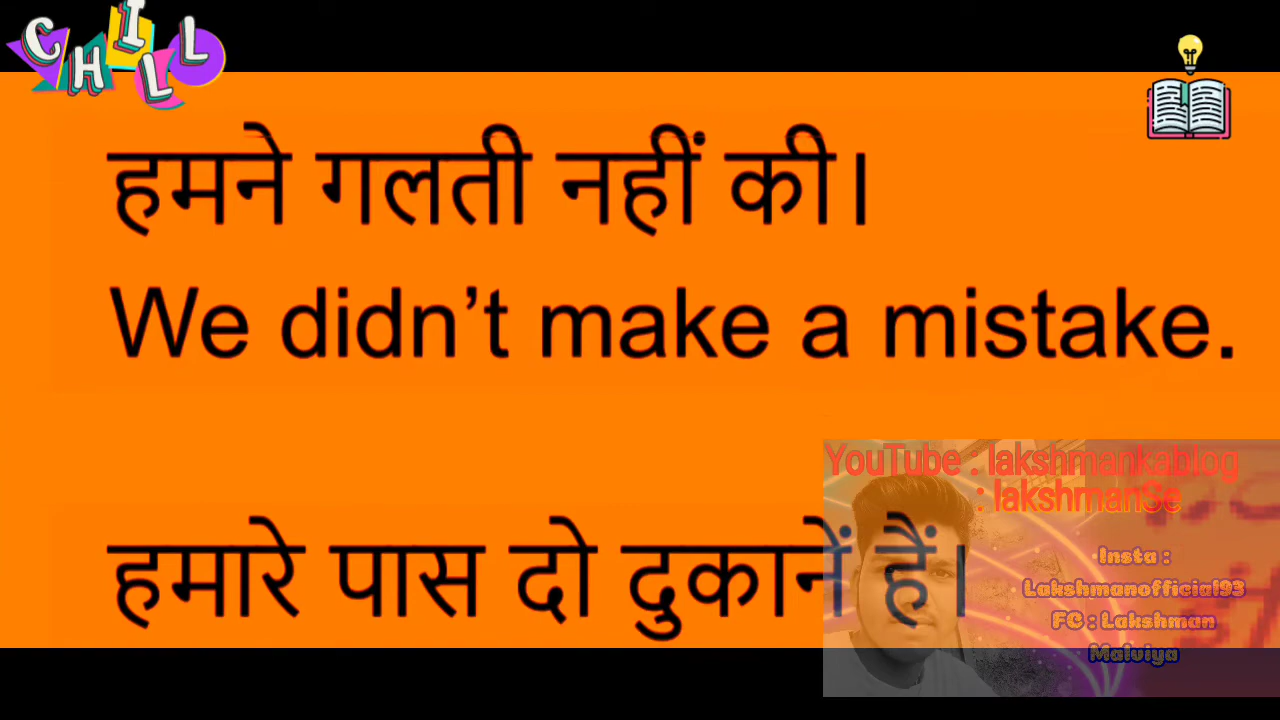 CHILL
हमने गलती नहीं की।
We didn’t make a mistake.
YouTube : lakshmankablog
: lakshmanSe
हमारे पास दो दुकानें हैं।
Insta :
Lakshmanofficial93
FC : Lakshman
Malviya